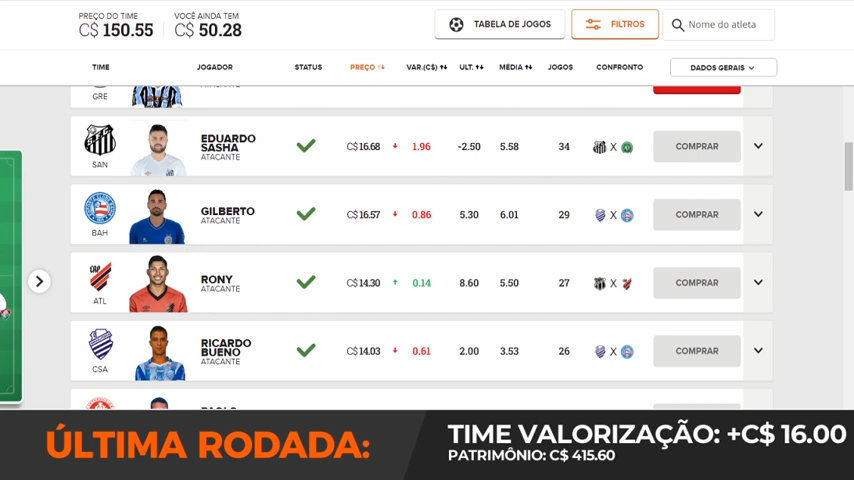 PREÇO DO TIME
C$ 150.55
VOCÊ AINDA TEM
C$ 50.28
TABELA DE JOGOS
FILTROS
Nome do atleta
TIME JOGADOR STATUS PREÇO VAR.(C$) ULT. MÉDIA JOGOS CONFRONTO DADOS GERAIS
GRE
SAN
EDUARDO
SASHA
ATACANTE
C$ 16.68 1.96 -2.50 5.58 34 X COMPRAR
BAH
GILBERTO
ATACANTE
C$ 16.57 0.86 5.30 6.01 29 X COMPRAR
ATL
RONY
ATACANTE
C$ 14.30 0.14 8.60 5.50 27 X COMPRAR
CSA
RICARDO
BUENO
ATACANTE
C$ 14.03 0.61 2.00 3.53 26 X COMPRAR
ÚLTIMA RODADA:
TIME VALORIZAÇÃO: +C$ 16.00
PATRIMÔNIO: C$ 415.60